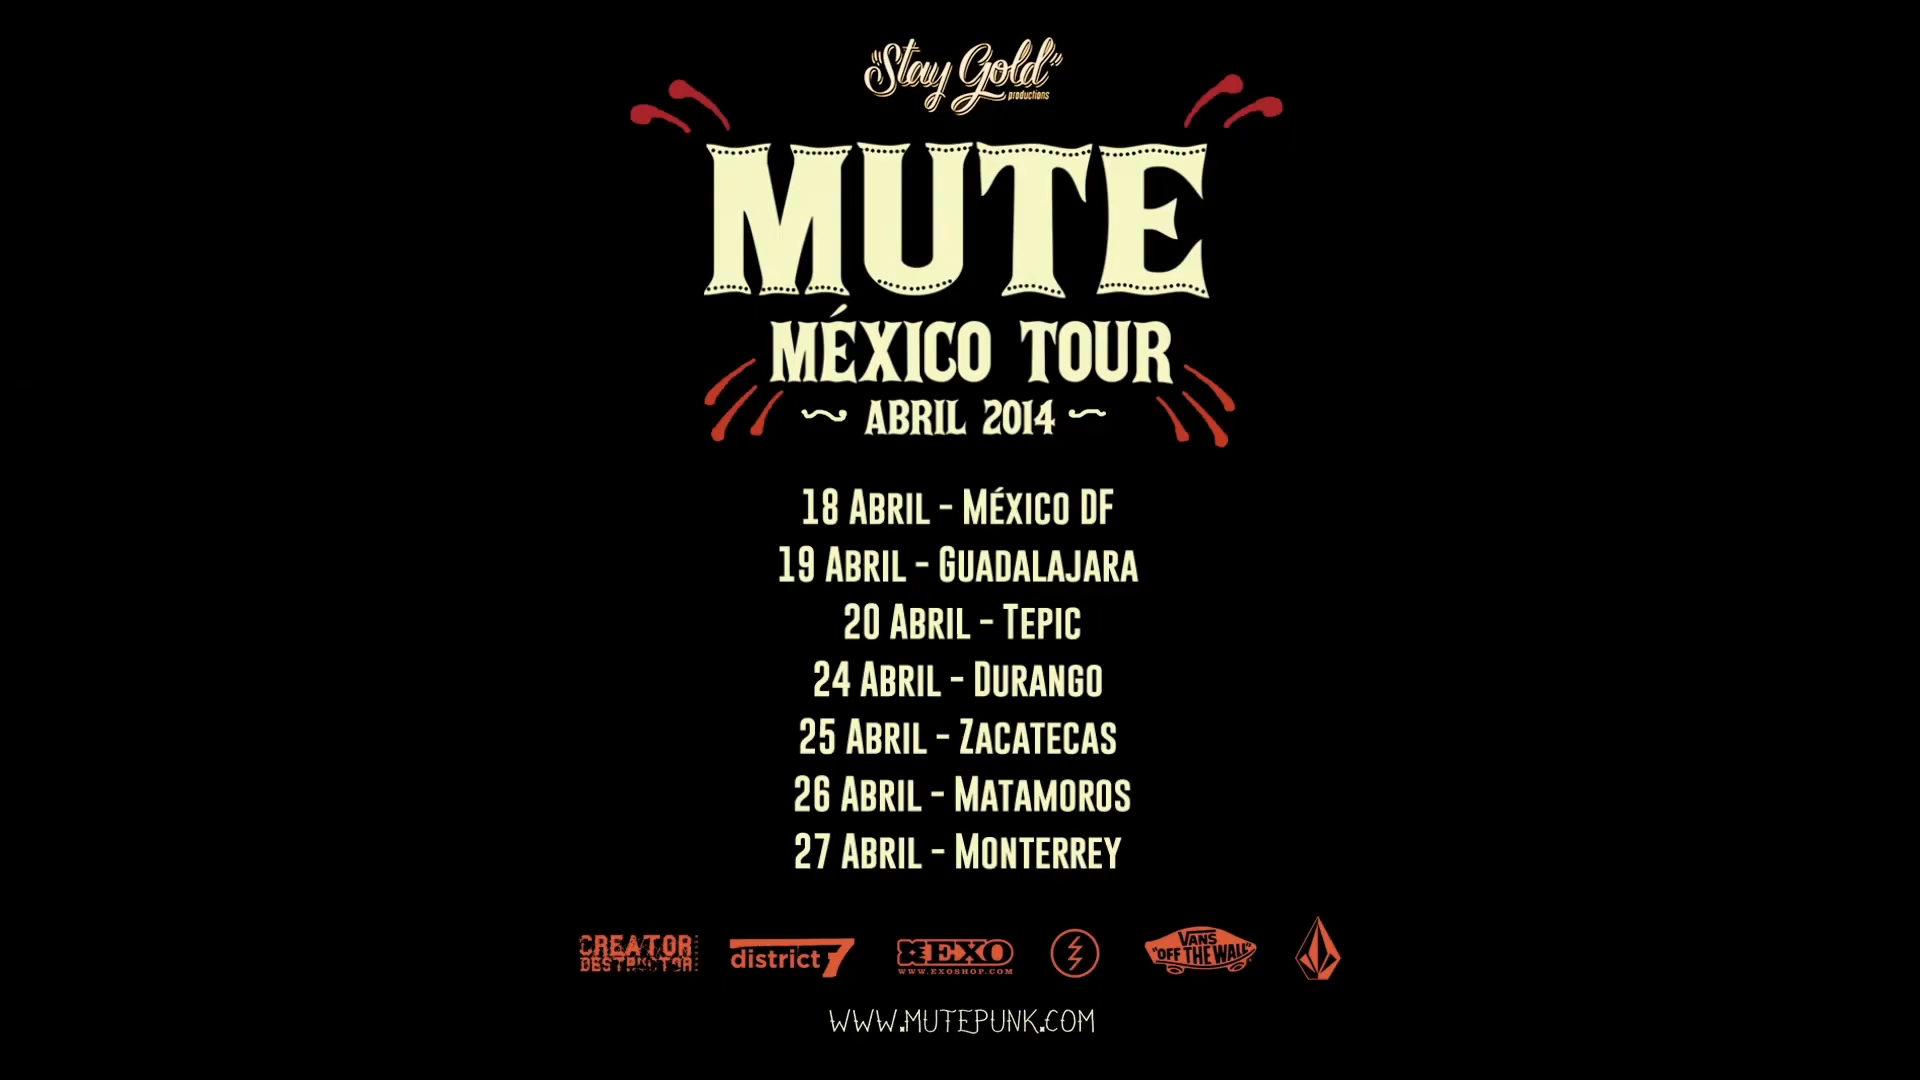 "Stay Gold"
productions
MUTE
MÉXICO TOUR
~ ABRIL 2014 ~
18 ABRIL - MÉXICO DF
19 ABRIL - GUADALAJARA
20 ABRIL - TEPIC
24 ABRIL - DURANGO
25 ABRIL - ZACATECAS
26 ABRIL - MATAMOROS
27 ABRIL - MONTERREY
CREATOR DESTRUCTOR
district 7
EXO
WWW.EXOSHOP.COM
VANS
"OFF THE WALL"
WWW.MUTEPUNK.COM